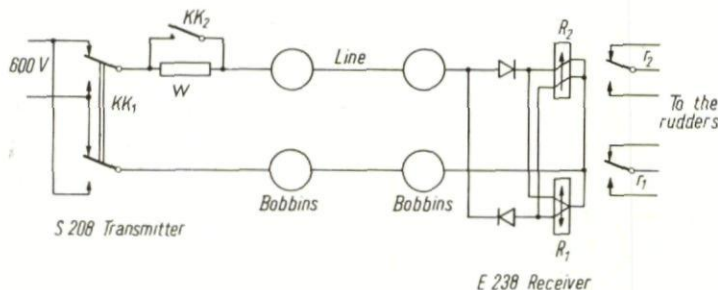 KK2
R2
600 V
Line
r2
W
KK1
To the
rudders
r1
Bobbins
Bobbins
S 208 Transmitter
R1
E 238 Receiver